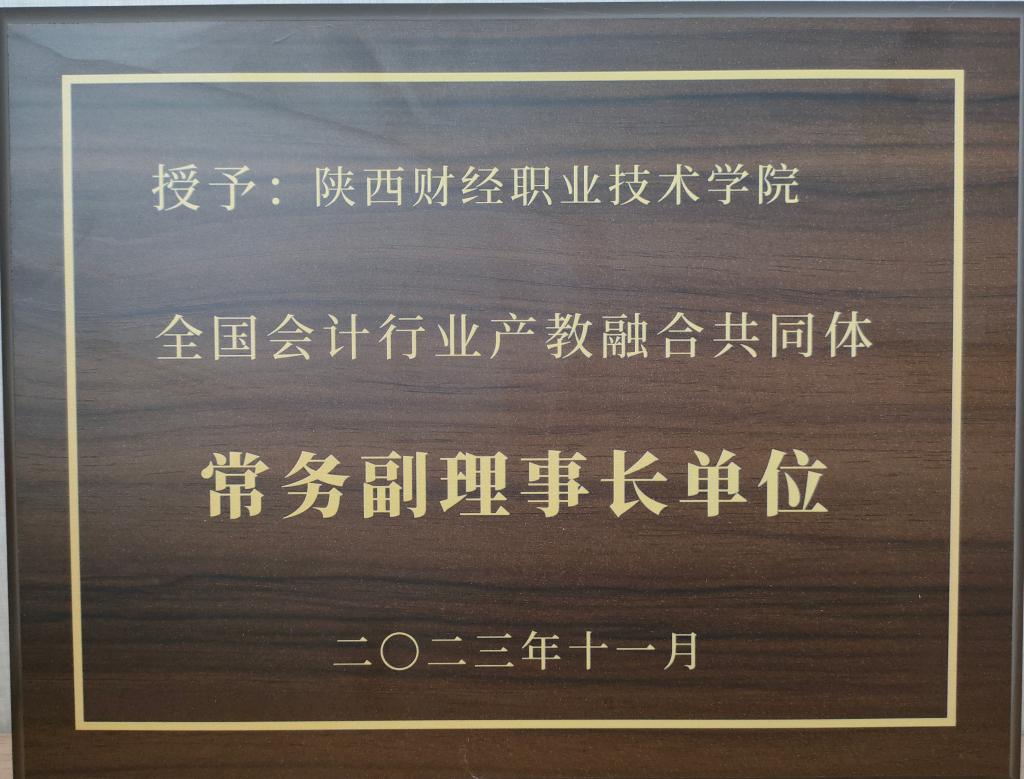 授予：陕西财经职业技术学院
全国会计行业产教融合共同体
常务副理事长单位
二〇二三年十一月